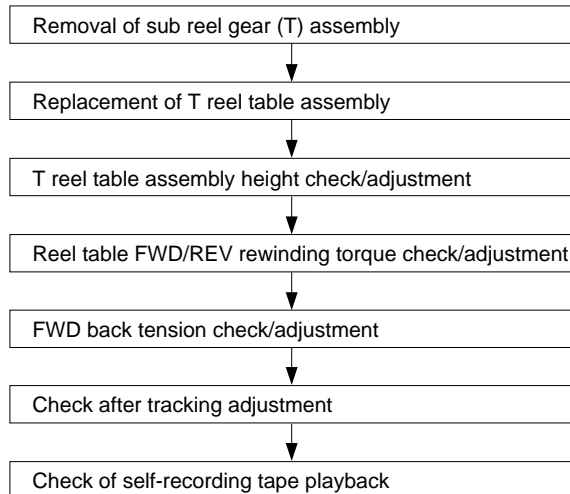 Removal of sub reel gear (T) assembly
Replacement of T reel table assembly
T reel table assembly height check/adjustment
Reel table FWD/REV rewinding torque check/adjustment
FWD back tension check/adjustment
Check after tracking adjustment
Check of self-recording tape playback